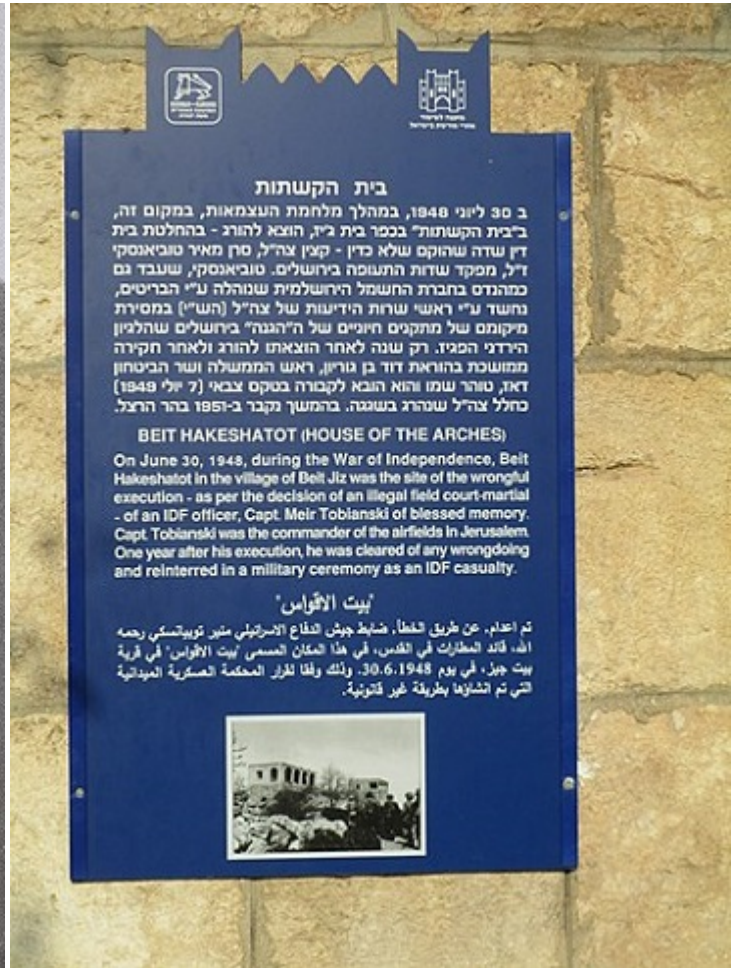 המועצה לשימור
אתרי מורשת בישראל
בית הקשתות
ב 30 ליוני 1948, במהלך מלחמת העצמאות, במקום זה,
ב"בית הקשתות" בכפר בית ג'יז, הוצא להורג - בהחלטת בית
דין שדה שהוקם שלא כדין - קצין צה"ל, סרן מאיר טוביאנסקי
ז"ל, מפקד שדות התעופה בירושלים. טוביאנסקי, שעבד גם
כמהנדס בחברת החשמל הירושלמית שנוהלה ע"י הבריטים,
נחשד ע"י ראשי שרות הידיעות של צה"ל (הש"י) במסירת
מיקומם של מתקנים חיוניים של ה"הגנה" בירושלים שהלגיון
הירדני הפגיז. רק שנה לאחר הוצאתו להורג ולאחר חקירה
ממושכת בהוראת דוד בן גוריון, ראש הממשלה ושר הביטחון
דאז, טוהר שמו והוא הובא לקבורה בטקס צבאי (7 יולי 1949)
כחלל צה"ל שנהרג בשגגה. בהמשך נקבר ב-1951 בהר הרצל.
BEIT HAKESHATOT (HOUSE OF THE ARCHES)
On June 30, 1948, during the War of Independence, Beit
Hakeshatot in the village of Beit Jiz was the site of the wrongful
execution - as per the decision of an illegal field court-martial
- of an IDF officer, Capt. Meir Tobianski of blessed memory.
Capt. Tobianski was the commander of the airfields in Jerusalem.
One year after his execution, he was cleared of any wrongdoing
and reinterred in a military ceremony as an IDF casualty.
"بيت الاقواس"
تم اعدام، عن طريق الخطأ، ضابط جيش الدفاع الاسرائيلي مئير توبيانسكي رحمه
الله، قائد المطارات في القدس، في هذا المكان المسمى "بيت الاقواس" في قرية
بيت جيز، في يوم 30.6.1948. وذلك وفقا لقرار المحكمة العسكرية الميدانية
التي تم انشاؤها بطريقة غير قانونية.